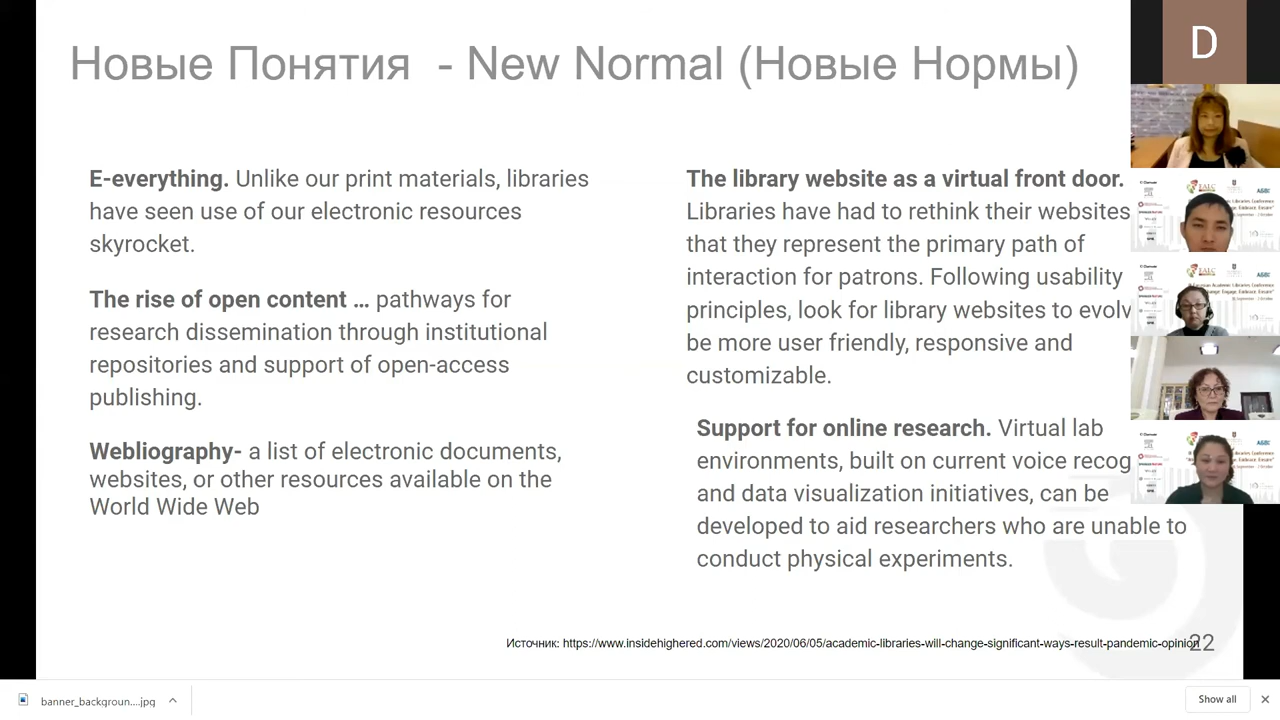 Новые Понятия - New Normal (Новые Нормы)
E-everything. Unlike our print materials, libraries
have seen use of our electronic resources
skyrocket.
The rise of open content … pathways for
research dissemination through institutional
repositories and support of open-access
publishing.
Webliography- a list of electronic documents,
websites, or other resources available on the
World Wide Web
The library website as a virtual front door.
Libraries have had to rethink their websites
that they represent the primary path of
interaction for patrons. Following usability
principles, look for library websites to evolv
be more user friendly, responsive and
customizable.
Support for online research. Virtual lab
environments, built on current voice recog
and data visualization initiatives, can be
developed to aid researchers who are unable to
conduct physical experiments.
Источник: https://www.insidehighered.com/views/2020/06/05/academic-libraries-will-change-significant-ways-result-pandemic-opinion
22
D
banner_backgroun....jpg
Show all